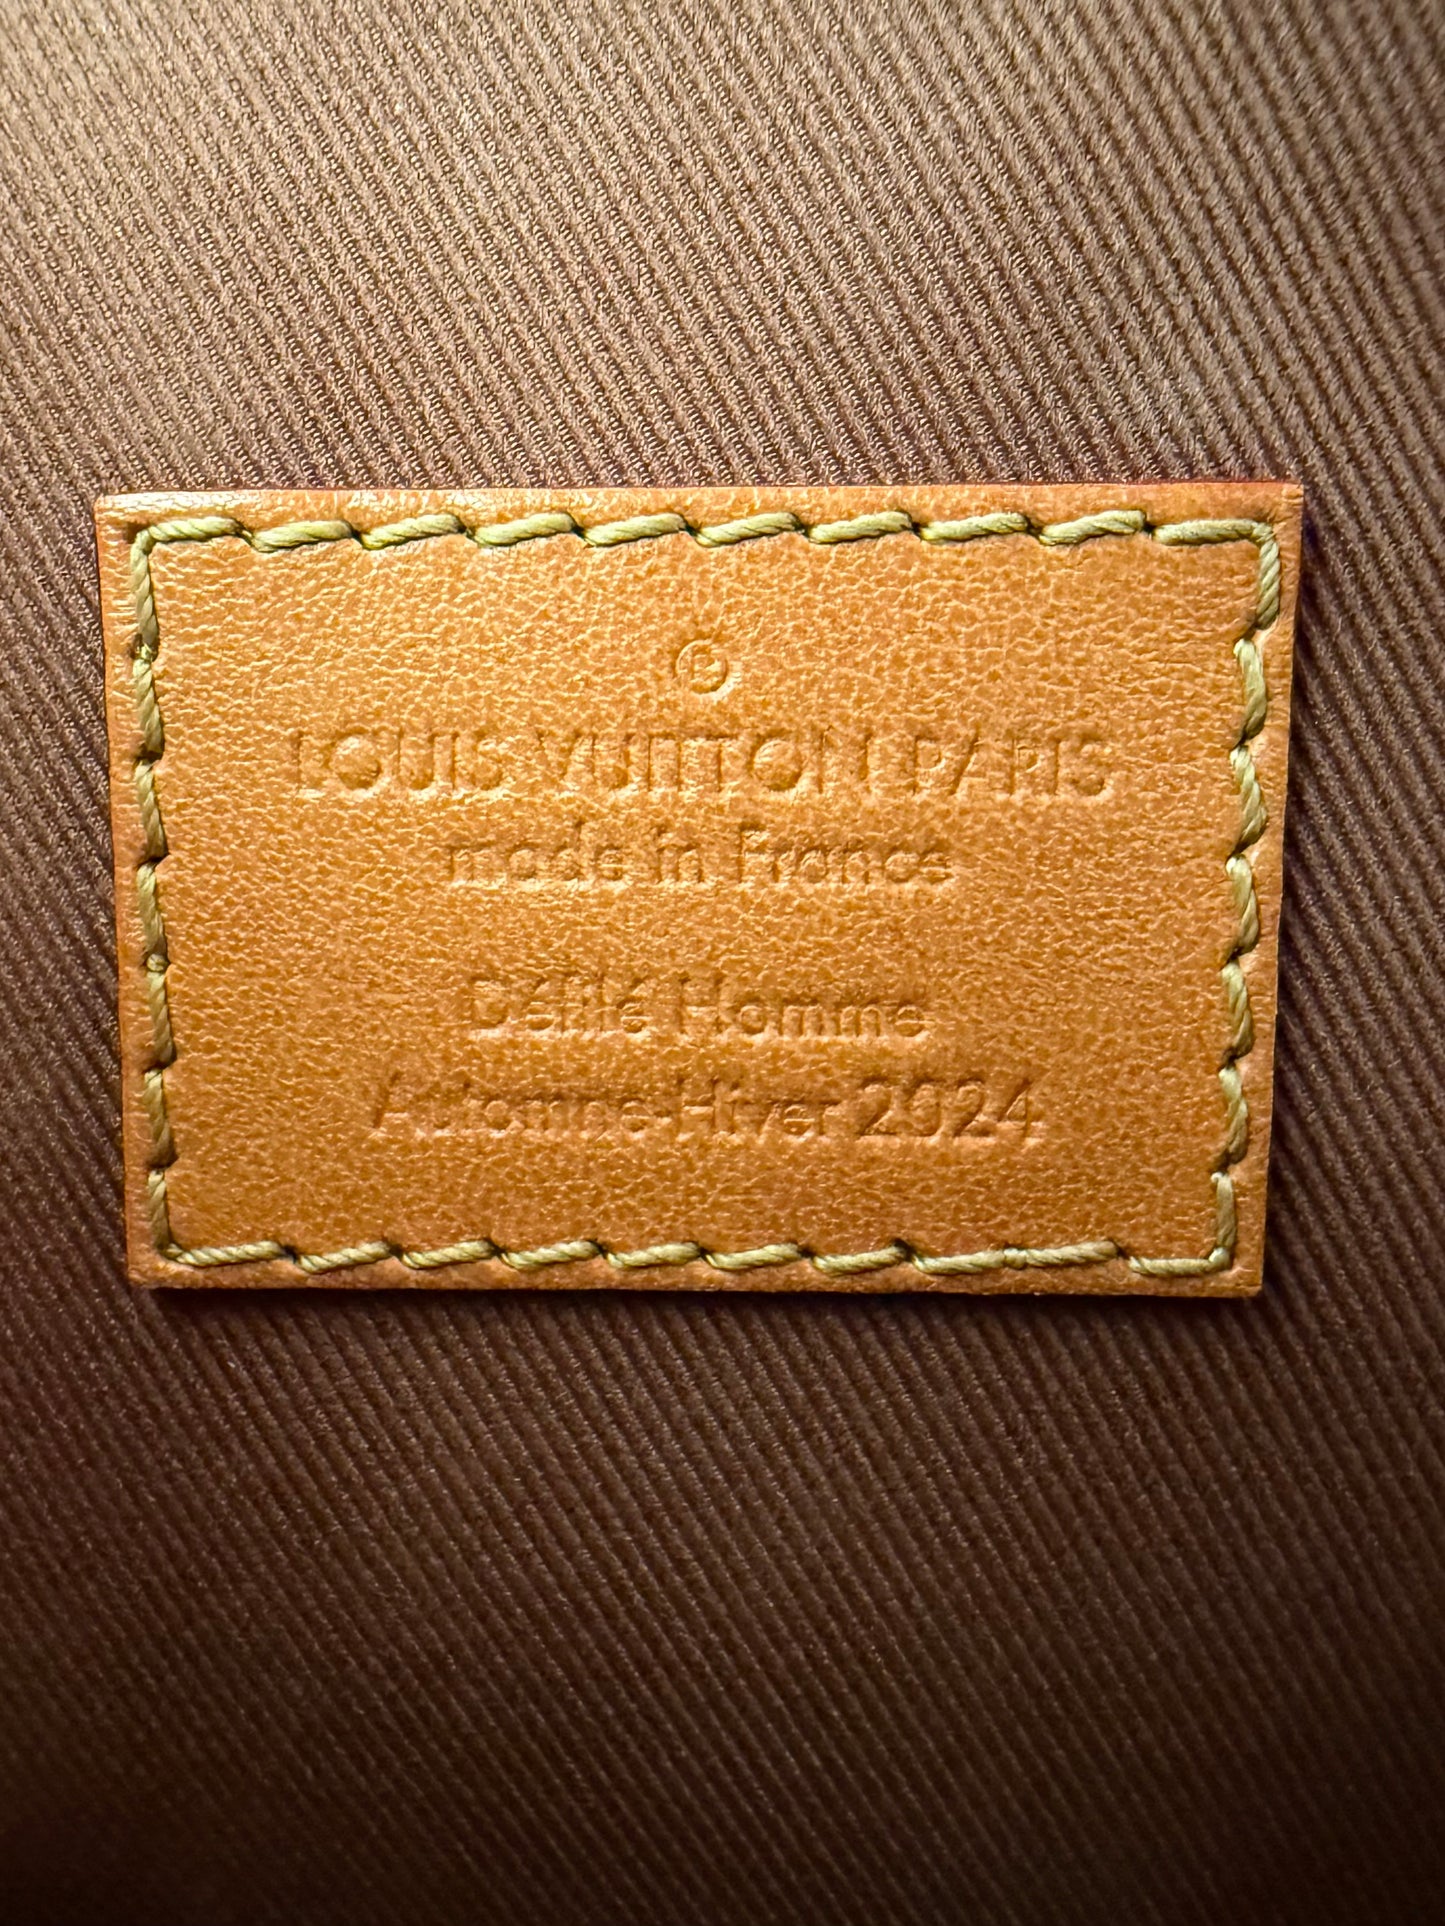 ®
LOUIS VUITTON PARIS
made in France
Défilé Homme
Automne-Hiver 2024